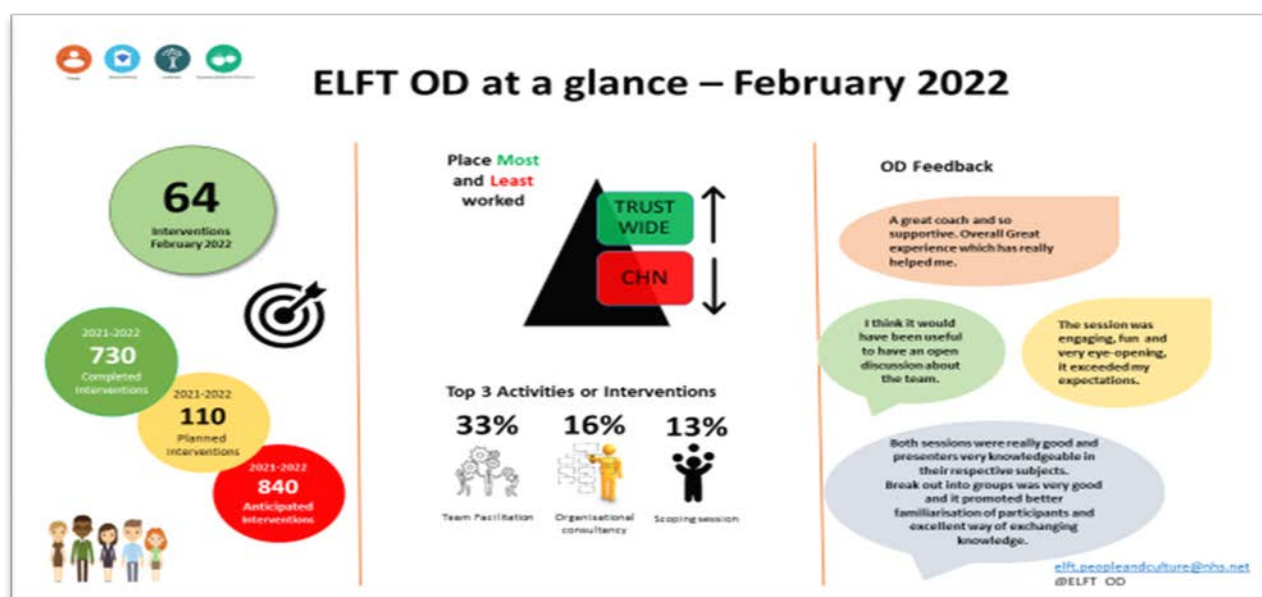 ELFT OD at a glance – February 2022
64
Interventions
February 2022
2021-2022
730
Completed
Interventions
2021-2022
110
Planned
Interventions
2021-2022
840
Anticipated
Interventions
Place Most
and Least
worked
TRUST
WIDE
CHN
Top 3 Activities or Interventions
33%
Team Facilitation
16%
Organisational
consultancy
13%
Scoping session
OD Feedback
A great coach and so
supportive. Overall Great
experience which has really
helped me.
I think it would
have been useful
to have an open
discussion about
the team.
The session was
engaging, fun and
very eye-opening,
it exceeded my
expectations.
Both sessions were really good and
presenters very knowledgeable in
their respective subjects.
Break out into groups was very good
and it promoted better
familiarisation of participants and
excellent way of exchanging
knowledge.
elft.peopleandculture@nhs.net
@ELFT_OD